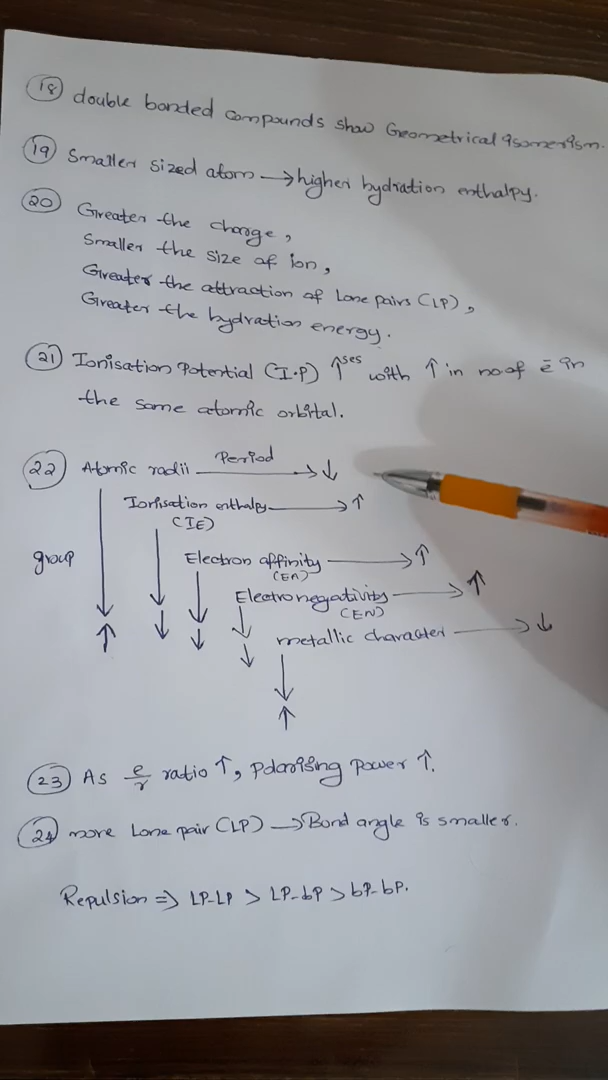 (18) double bonded compounds show Geometrical isomerism.
(19) Smaller sized atom → higher hydration enthalpy.
(20) Greater the charge,
Smaller the size of ion,
Greater the attraction of Lone pairs (LP),
Greater the hydration energy.
(21) Ionisation Potential (I.P) ↑ses with ↑ in no of ē in
the same atomic orbital.
(22) Atomic radii Period → ↓
Ionisation enthalpy → ↑
(IE)
group
Electron affinity → ↑
(EA)
Electronegativity → ↑
(EN)
metallic character → ↓
↑ ↓ ↓ ↓ ↑
(23) As e/r ratio ↑, Polarising Power ↑.
(24) more Lone pair (LP) → Bond angle is smaller.
Repulsion ⇒ LP-LP > LP-bP > bP-bP.